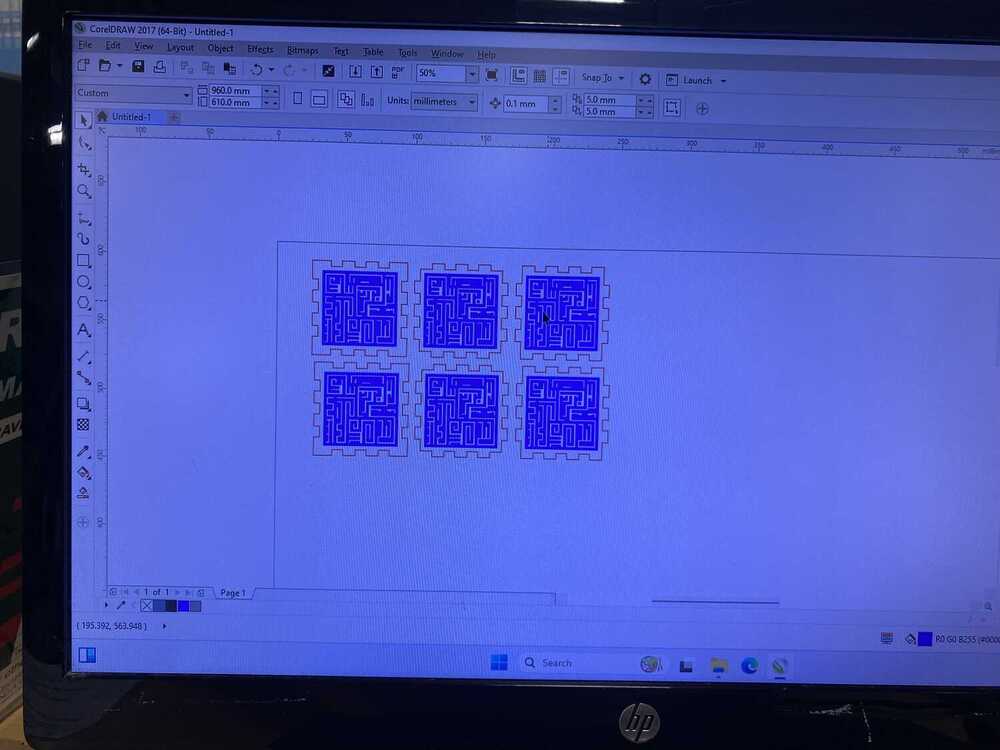 CorelDRAW 2017 (64-Bit) - Untitled-1
File Edit View Layout Object Effects Bitmaps Text Table Tools Window Help
PDF 50% Snap To Launch
Custom 960.0 mm 610.0 mm Units: millimeters 0.1 mm 5.0 mm 5.0 mm
Untitled-1
100 50 0 50 100 150 200 250 300 350 400 450 500
1 of 1 Page 1
( 195.392, 563.948 )
R0 G0 B255 (#0000
Search
hp